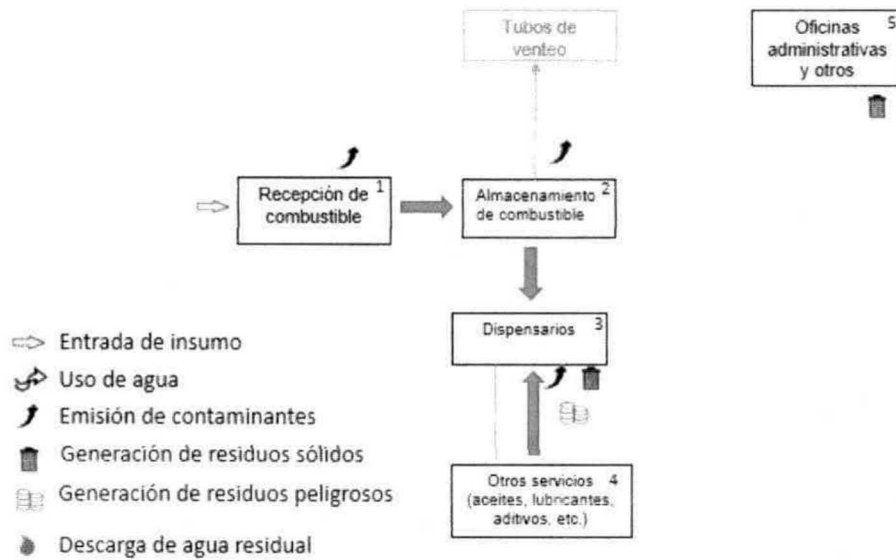 Tubos de
venteo
Oficinas 5
administrativas
y otros
Recepción de 1
combustible
Almacenamiento 2
de combustible
Dispensarios 3
Otros servicios 4
(aceites, lubricantes,
aditivos, etc.)
Entrada de insumo
Uso de agua
Emisión de contaminantes
Generación de residuos sólidos
Generación de residuos peligrosos
Descarga de agua residual